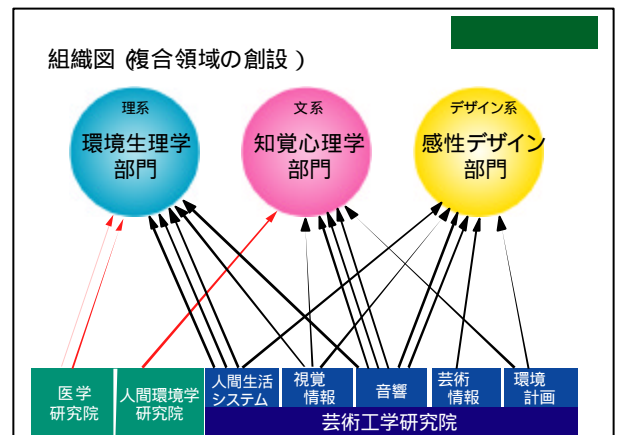 組織図（複合領域の創設）
理系
環境生理学
部門
文系
知覚心理学
部門
デザイン系
感性デザイン
部門
医学
研究院
人間環境学
研究院
人間生活
システム
視覚
情報
音響
芸術
情報
環境
計画
芸術工学研究院